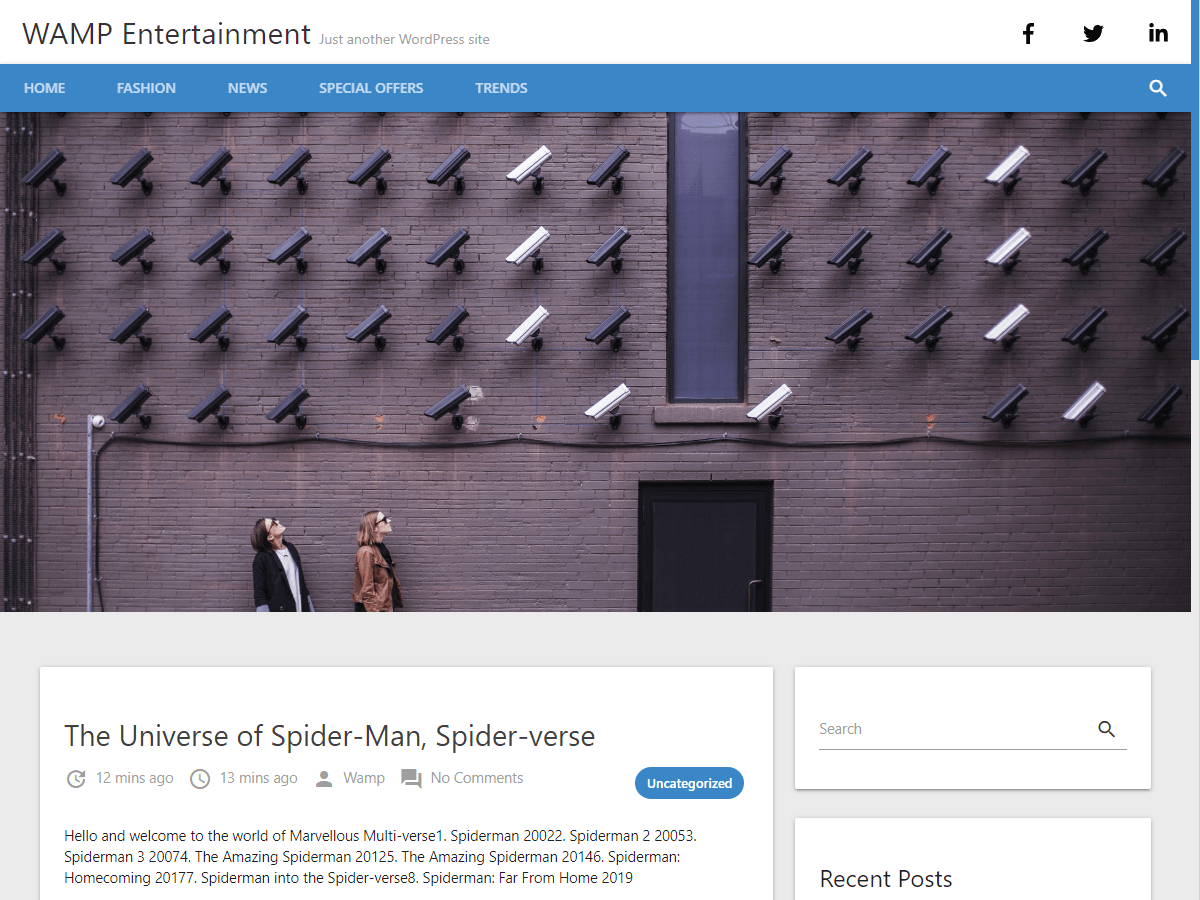 WAMP Entertainment Just another WordPress site
HOME FASHION NEWS SPECIAL OFFERS TRENDS
The Universe of Spider-Man, Spider-verse
12 mins ago 13 mins ago Wamp No Comments
Uncategorized
Hello and welcome to the world of Marvellous Multi-verse1. Spiderman 20022. Spiderman 2 20053.
Spiderman 3 20074. The Amazing Spiderman 20125. The Amazing Spiderman 20146. Spiderman:
Homecoming 20177. Spiderman into the Spider-verse8. Spiderman: Far From Home 2019
Search
Recent Posts